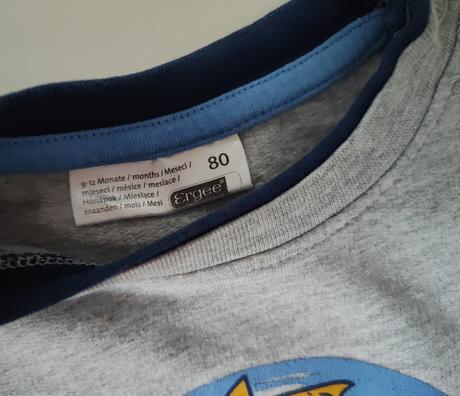 9-12 Monate / months / Meseci / 80
mjeseci / měsíce / mesiace /
Hónapok / Miesiące /
maanden / mois / Mesi
ergee